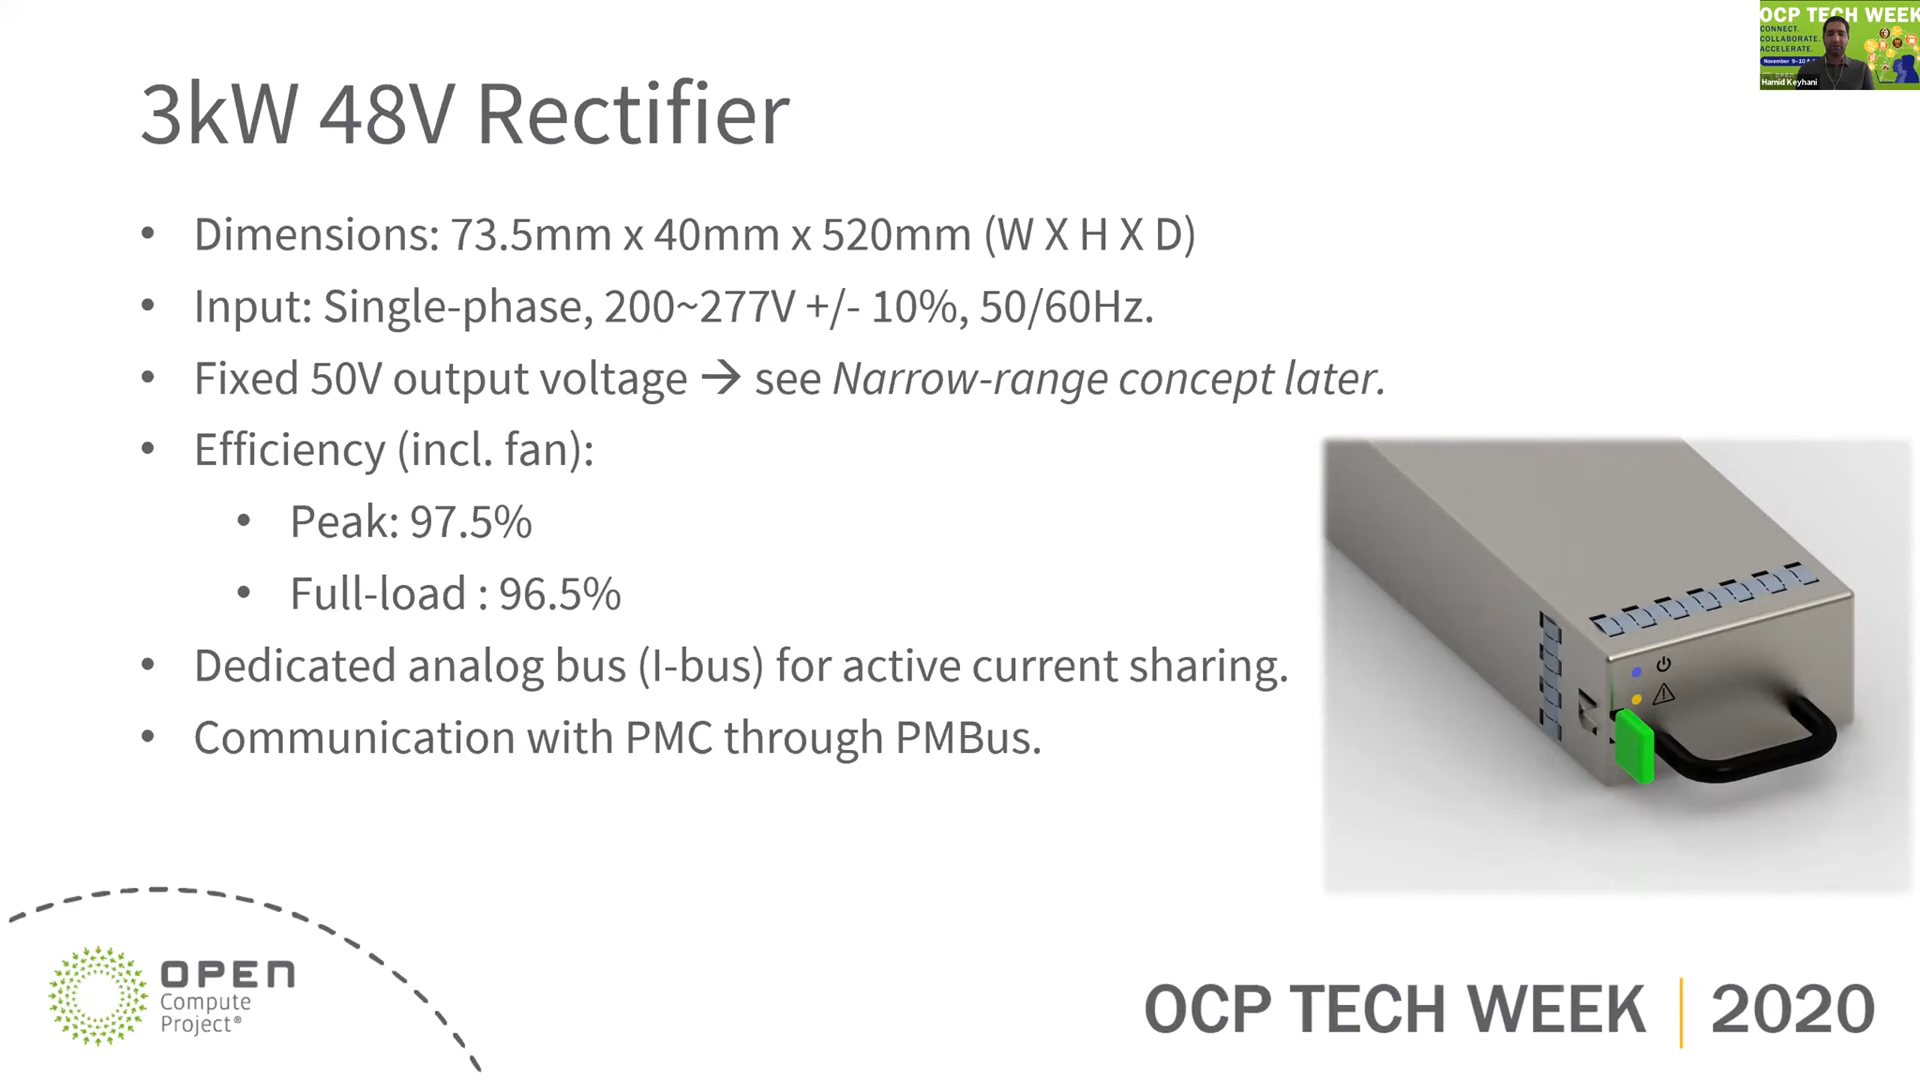 OCP TECH WEEK
CONNECT.
COLLABORATE.
ACCELERATE.
Hamid Keyhani
3kW 48V Rectifier
• Dimensions: 73.5mm x 40mm x 520mm (W X H X D)
• Input: Single-phase, 200~277V +/- 10%, 50/60Hz.
• Fixed 50V output voltage → see Narrow-range concept later.
• Efficiency (incl. fan):
• Peak: 97.5%
• Full-load : 96.5%
• Dedicated analog bus (I-bus) for active current sharing.
• Communication with PMC through PMBus.
OPEN
Compute
Project®
OCP TECH WEEK | 2020